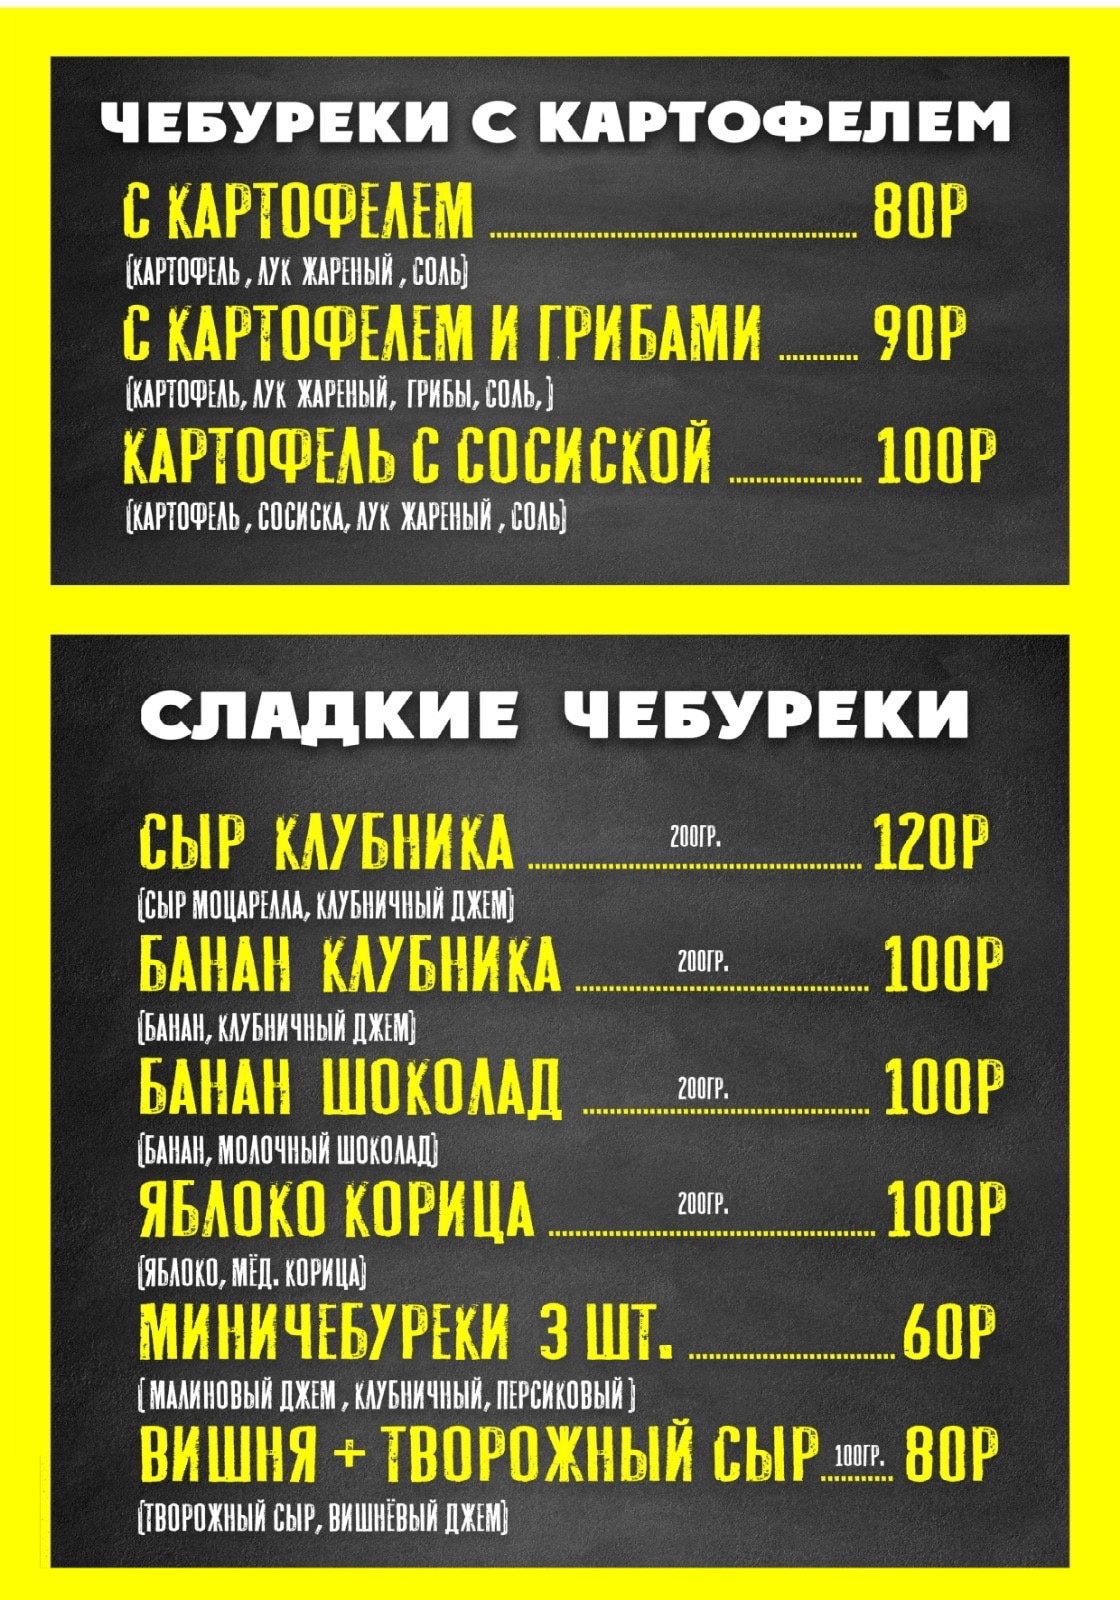 ЧЕБУРЕКИ С КАРТОФЕЛЕМ
С КАРТОФЕЛЕМ ........ 80Р
(КАРТОФЕЛЬ , ЛУК ЖАРЕНЫЙ , СОЛЬ)
С КАРТОФЕЛЕМ И ГРИБАМИ ........ 90Р
(КАРТОФЕЛЬ, ЛУК ЖАРЕНЫЙ, ГРИБЫ, СОЛЬ, )
КАРТОФЕЛЬ С СОСИСКОЙ ........ 100Р
(КАРТОФЕЛЬ , СОСИСКА, ЛУК ЖАРЕНЫЙ , СОЛЬ)
СЛАДКИЕ ЧЕБУРЕКИ
СЫР КЛУБНИКА ........ 200ГР. 120Р
(СЫР МОЦАРЕЛЛА, КЛУБНИЧНЫЙ ДЖЕМ)
БАНАН КЛУБНИКА ........ 200ГР. 100Р
(БАНАН, КЛУБНИЧНЫЙ ДЖЕМ)
БАНАН ШОКОЛАД ........ 200ГР. 100Р
(БАНАН, МОЛОЧНЫЙ ШОКОЛАД)
ЯБЛОКО КОРИЦА ........ 200ГР. 100Р
(ЯБЛОКО, МЁД. КОРИЦА)
МИНИЧЕБУРЕКИ 3 ШТ. ........ 60Р
( МАЛИНОВЫЙ ДЖЕМ , КЛУБНИЧНЫЙ, ПЕРСИКОВЫЙ )
ВИШНЯ + ТВОРОЖНЫЙ СЫР ........ 100ГР. 80Р
(ТВОРОЖНЫЙ СЫР, ВИШНЁВЫЙ ДЖЕМ)